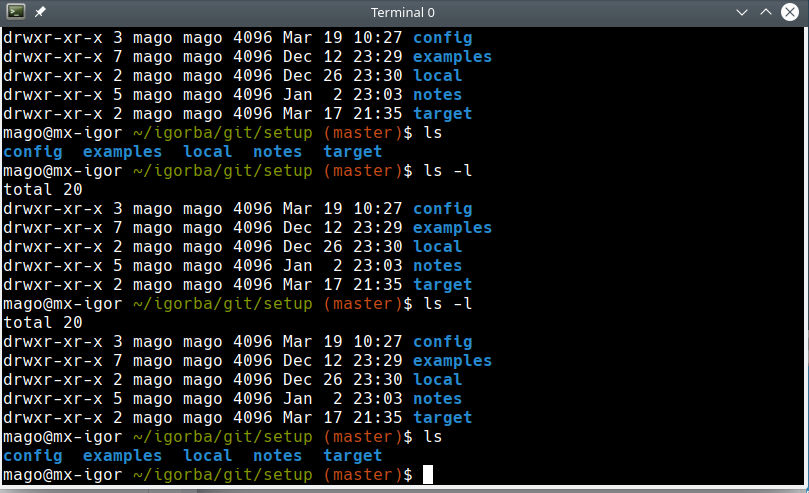 Terminal 0
drwxr-xr-x 3 mago mago 4096 Mar 19 10:27 config
drwxr-xr-x 7 mago mago 4096 Dec 12 23:29 examples
drwxr-xr-x 2 mago mago 4096 Dec 26 23:30 local
drwxr-xr-x 5 mago mago 4096 Jan  2 23:03 notes
drwxr-xr-x 2 mago mago 4096 Mar 17 21:35 target
mago@mx-igor ~/igorba/git/setup (master)$ ls
config  examples  local  notes  target
mago@mx-igor ~/igorba/git/setup (master)$ ls -l
total 20
drwxr-xr-x 3 mago mago 4096 Mar 19 10:27 config
drwxr-xr-x 7 mago mago 4096 Dec 12 23:29 examples
drwxr-xr-x 2 mago mago 4096 Dec 26 23:30 local
drwxr-xr-x 5 mago mago 4096 Jan  2 23:03 notes
drwxr-xr-x 2 mago mago 4096 Mar 17 21:35 target
mago@mx-igor ~/igorba/git/setup (master)$ ls -l
total 20
drwxr-xr-x 3 mago mago 4096 Mar 19 10:27 config
drwxr-xr-x 7 mago mago 4096 Dec 12 23:29 examples
drwxr-xr-x 2 mago mago 4096 Dec 26 23:30 local
drwxr-xr-x 5 mago mago 4096 Jan  2 23:03 notes
drwxr-xr-x 2 mago mago 4096 Mar 17 21:35 target
mago@mx-igor ~/igorba/git/setup (master)$ ls
config  examples  local  notes  target
mago@mx-igor ~/igorba/git/setup (master)$